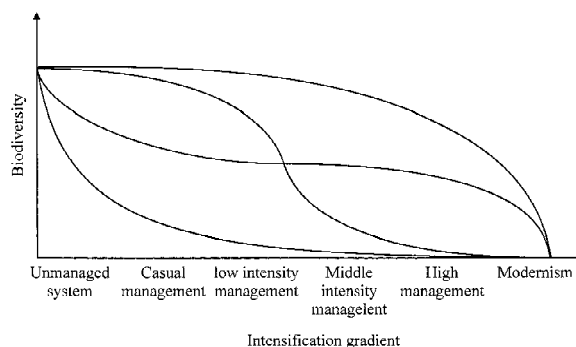 Biodiversity
Unmanaged
system
Casual
management
low intensity
management
Middle
intensity
managelent
High
management
Modernism
Intensification gradient